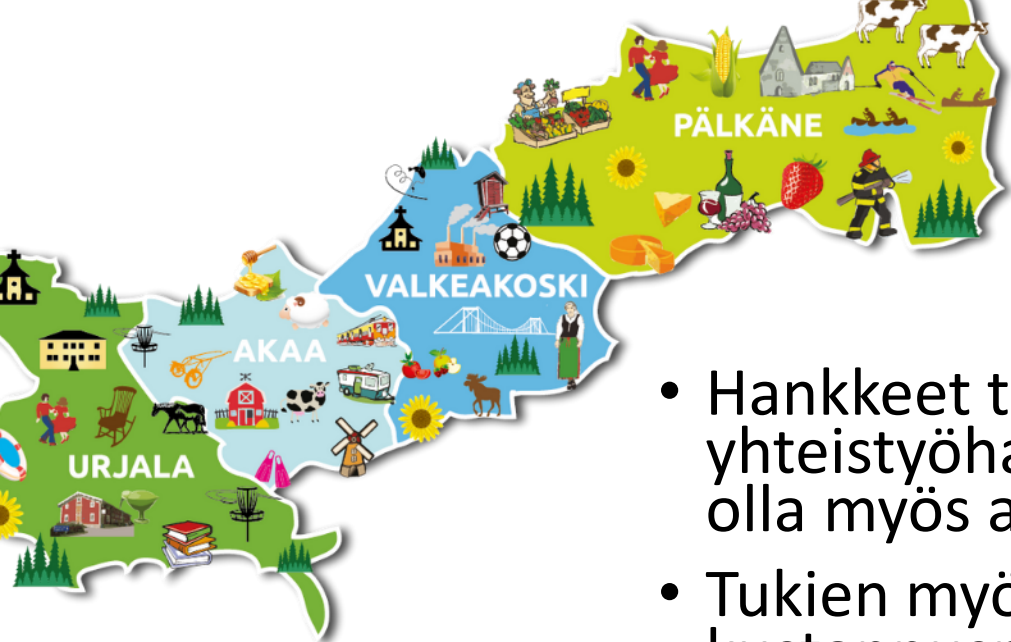 PÄLKÄNE
VALKEAKOSKI
AKAA
URJALA
• Hankkeet t
yhteistyöha
olla myös a
• Tukien myö